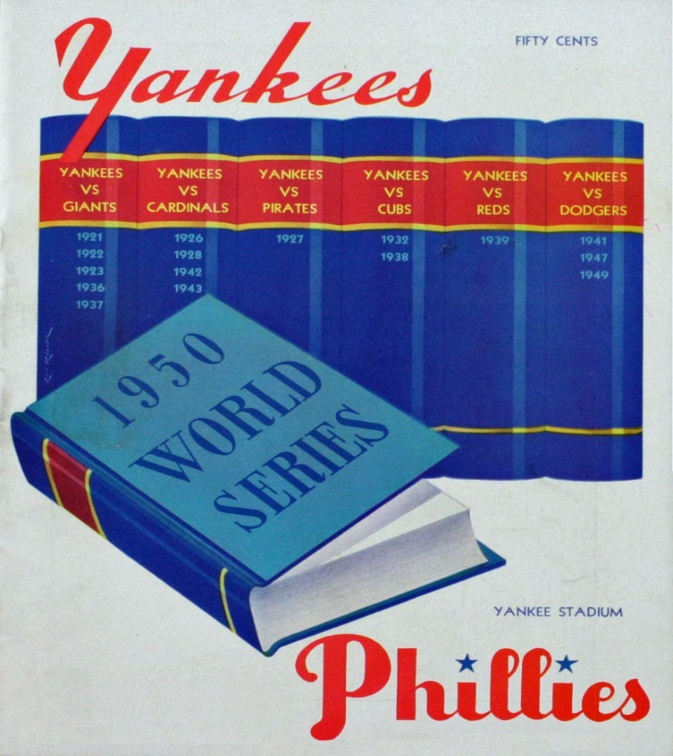 Yankees
FIFTY CENTS
YANKEES
VS
GIANTS
1921
1922
1923
1936
1937
YANKEES
VS
CARDINALS
1926
1928
1942
1943
YANKEES
VS
PIRATES
1927
YANKEES
VS
CUBS
1932
1938
YANKEES
VS
REDS
1939
YANKEES
VS
DODGERS
1941
1947
1949
1950
WORLD
SERIES
YANKEE STADIUM
Phillies